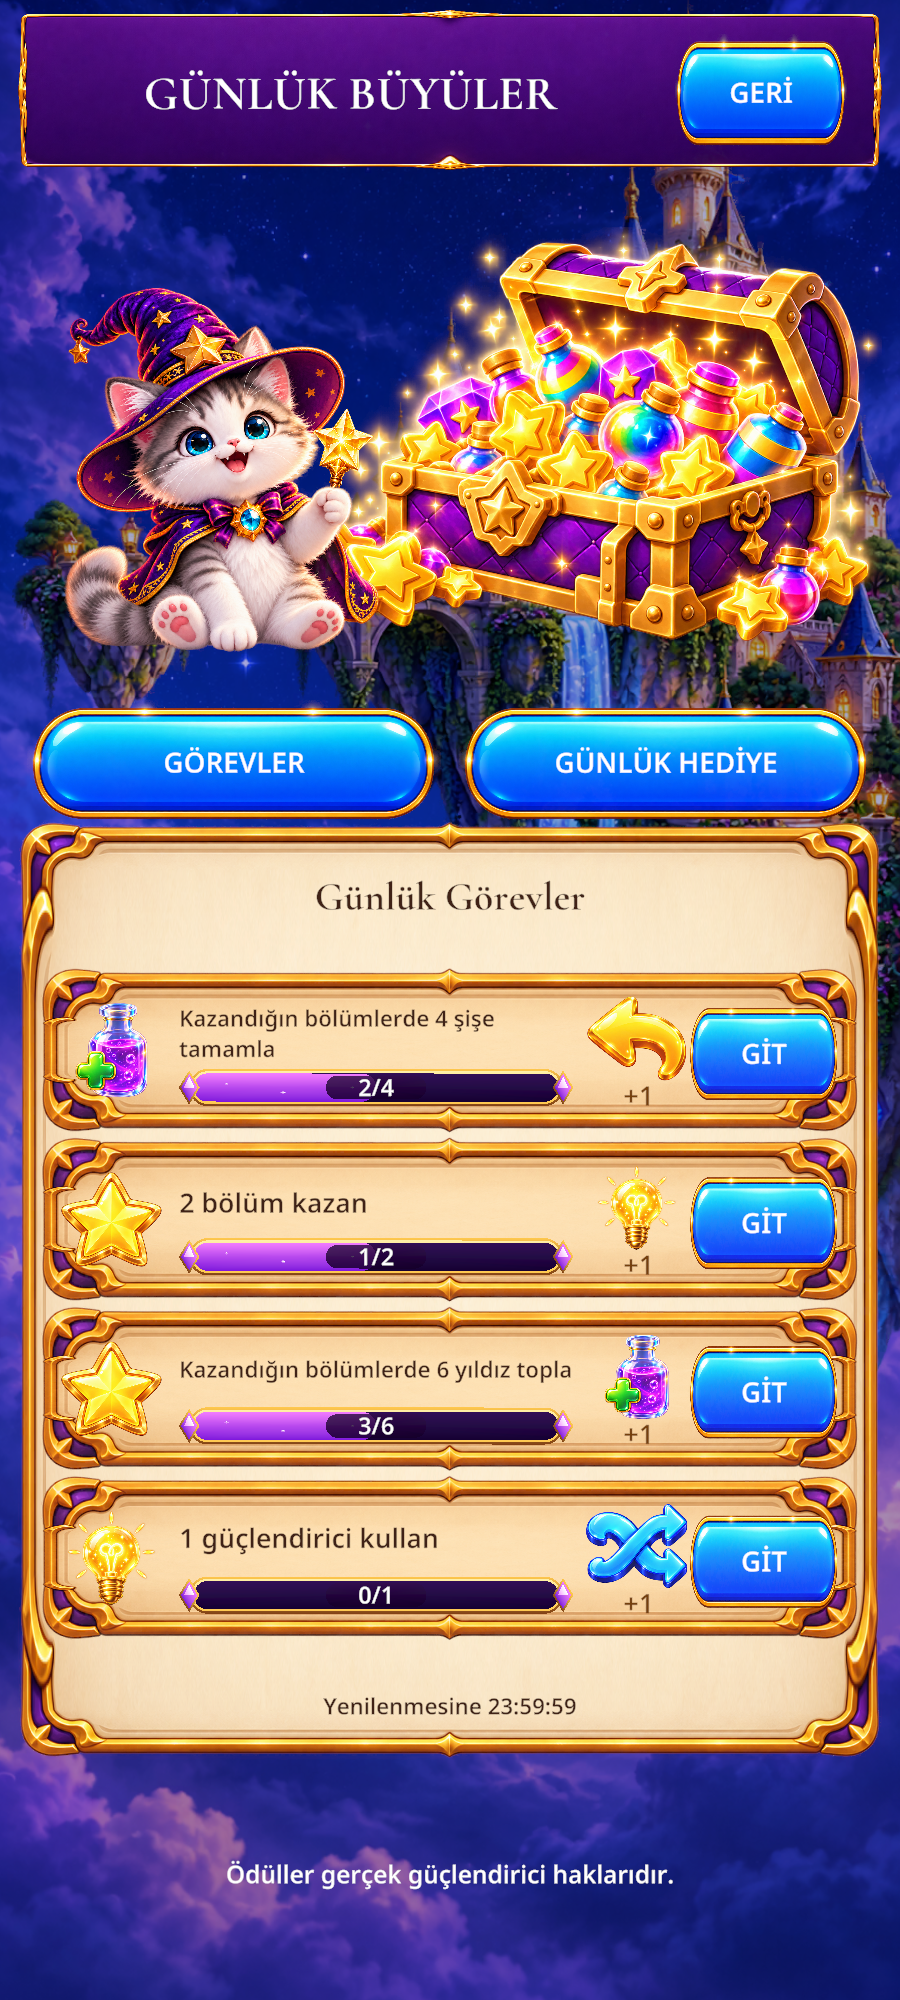 GÜNLÜK BÜYÜLER
GERİ
GÖREVLER
GÜNLÜK HEDİYE
Günlük Görevler
Kazandığın bölümlerde 4 şişe
tamamla
2/4
+1
GİT
2 bölüm kazan
1/2
+1
GİT
Kazandığın bölümlerde 6 yıldız topla
3/6
+1
GİT
1 güçlendirici kullan
0/1
+1
GİT
Yenilenmesine 23:59:59
Ödüller gerçek güçlendirici haklarıdır.